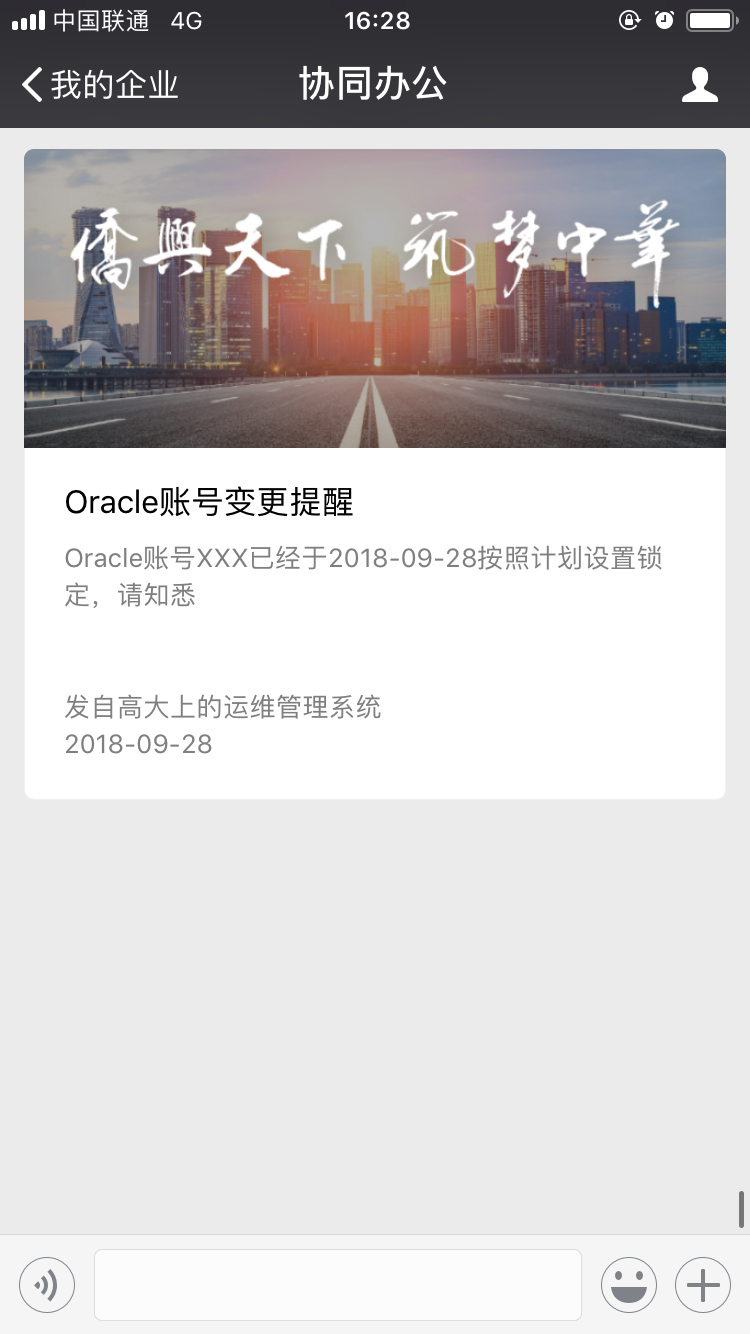 中国联通 4G 16:28
我的企业 协同办公
僑興天下 筑梦中華
Oracle账号变更提醒
Oracle账号XXX已经于2018-09-28按照计划设置锁
定，请知悉
发自高大上的运维管理系统
2018-09-28